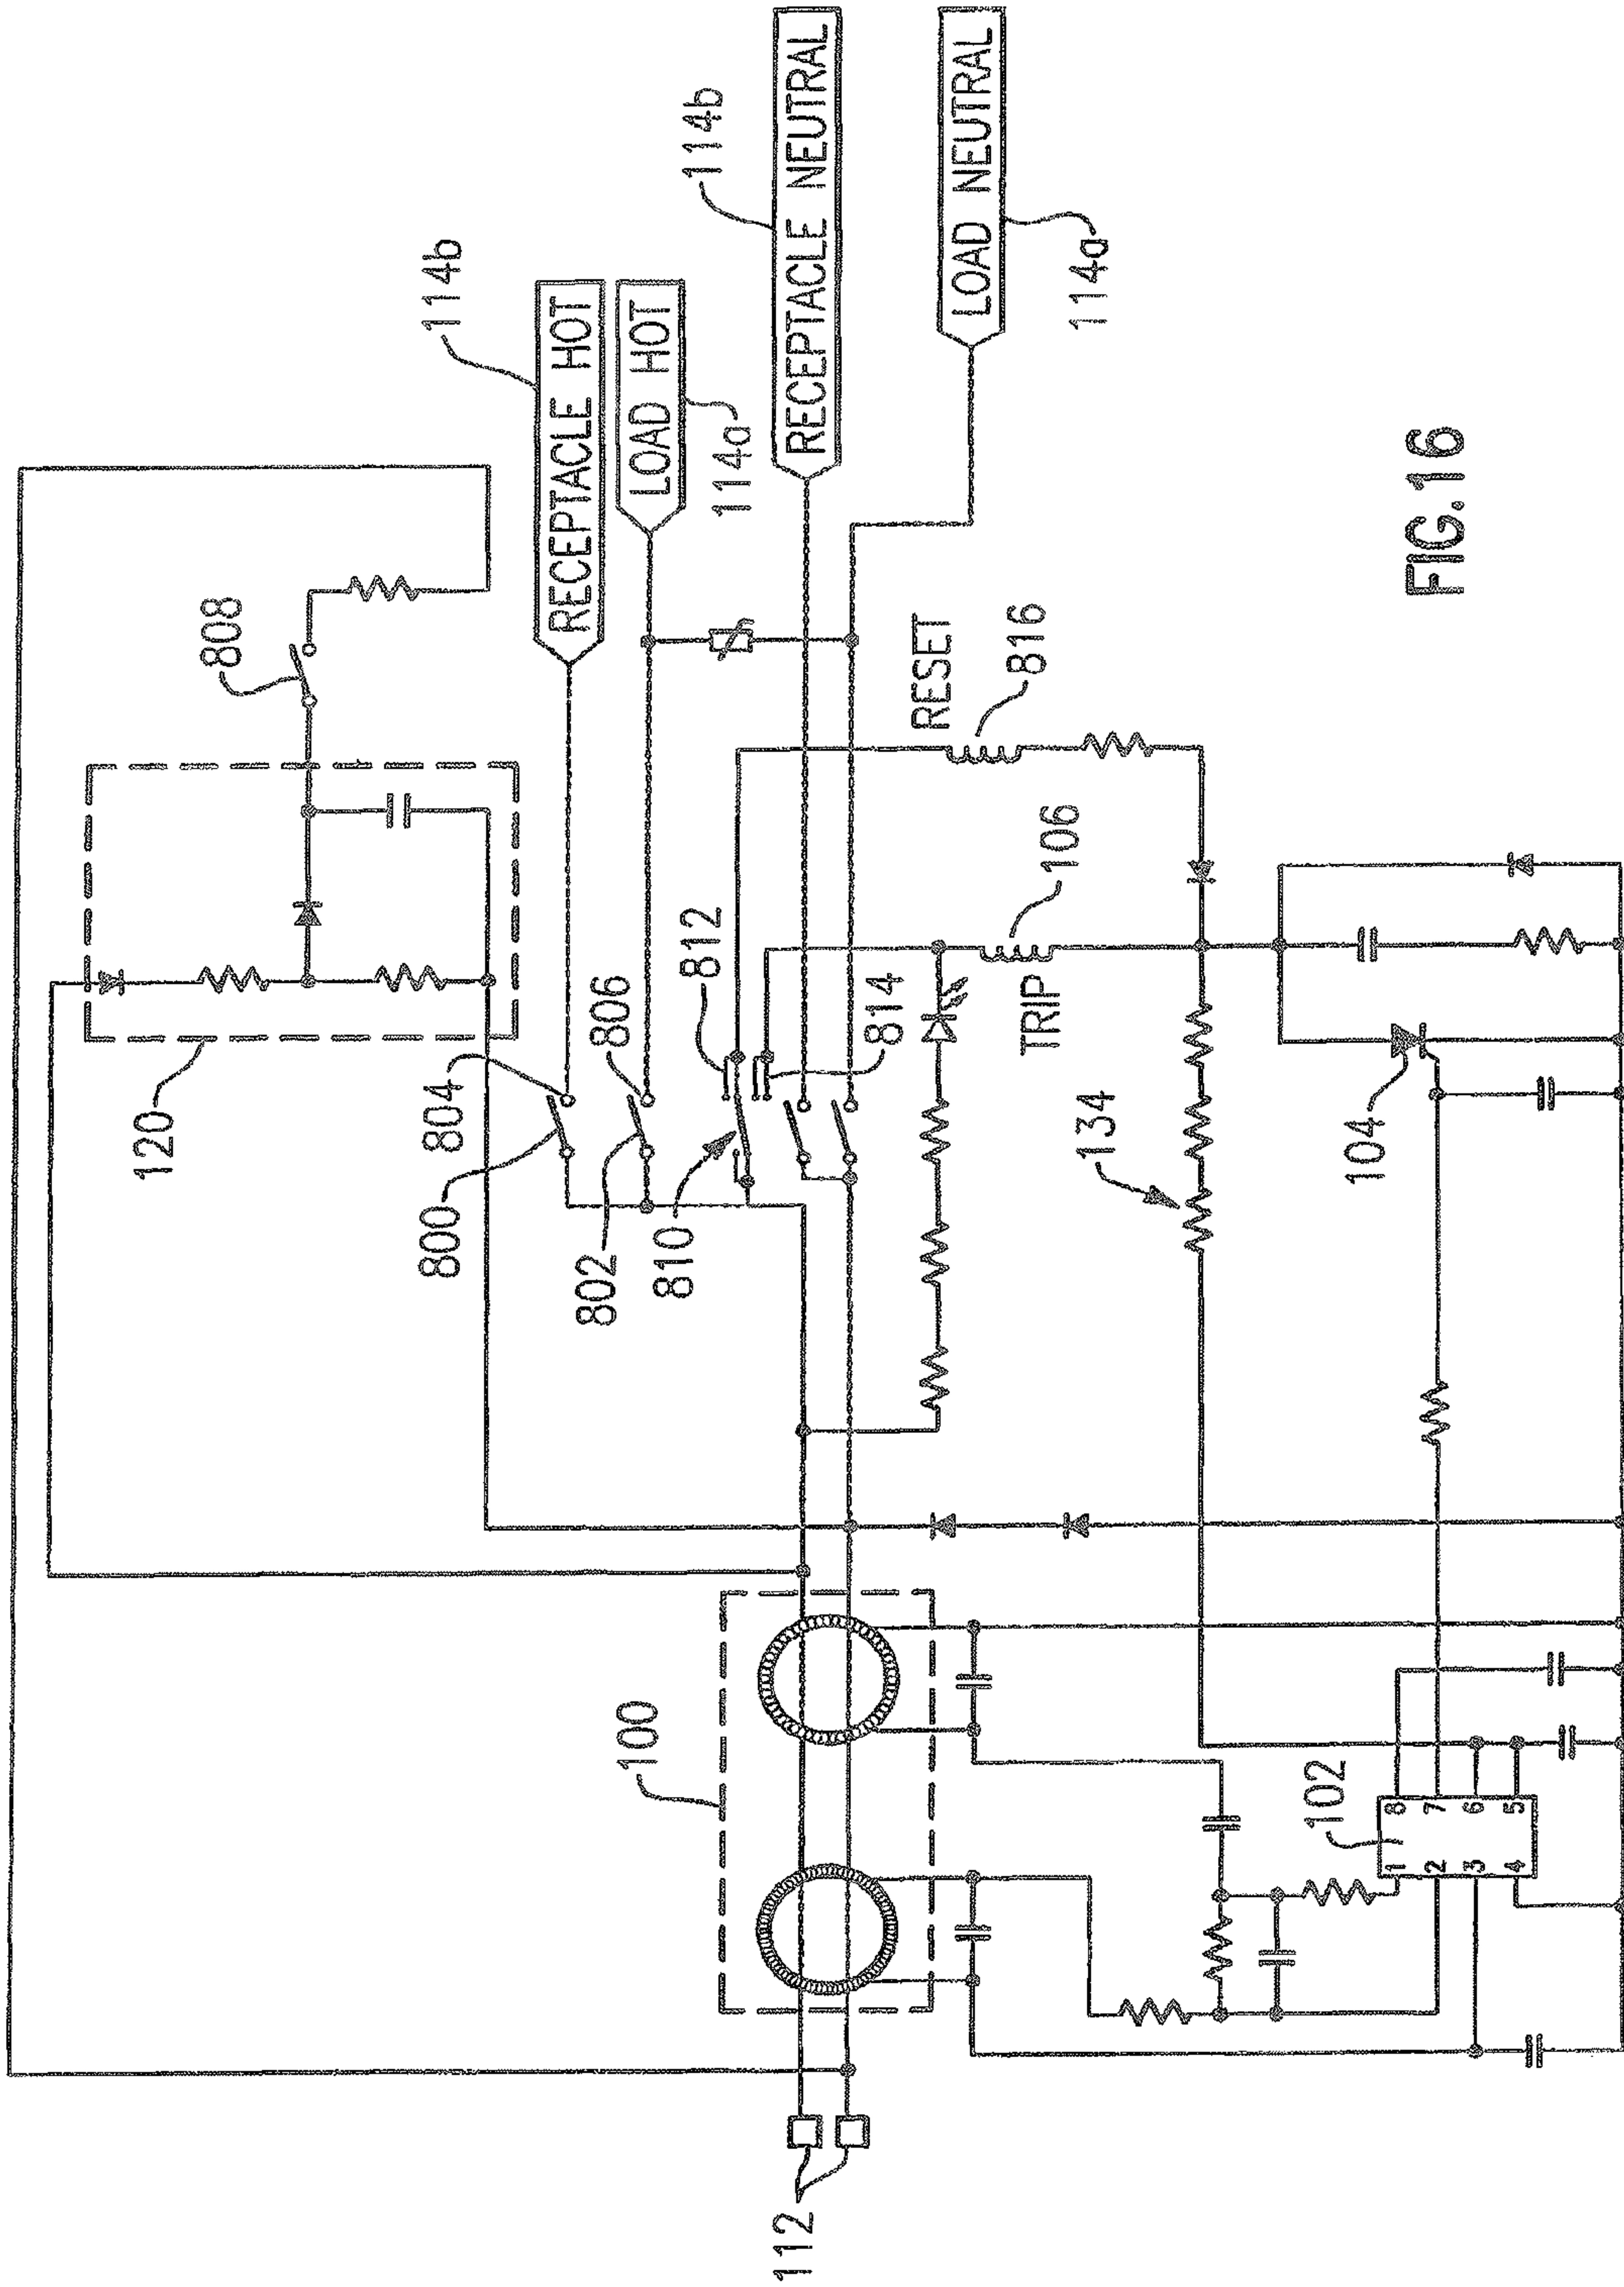 808
120
114b
RECEPTACLE HOT
LOAD HOT
114a
114b
RECEPTACLE NEUTRAL
LOAD NEUTRAL
114a
804
806
812
800
802
810
814
RESET
816
106
TRIP
134
104
100
102
1
2
3
4
8
7
6
5
112
FIG.16